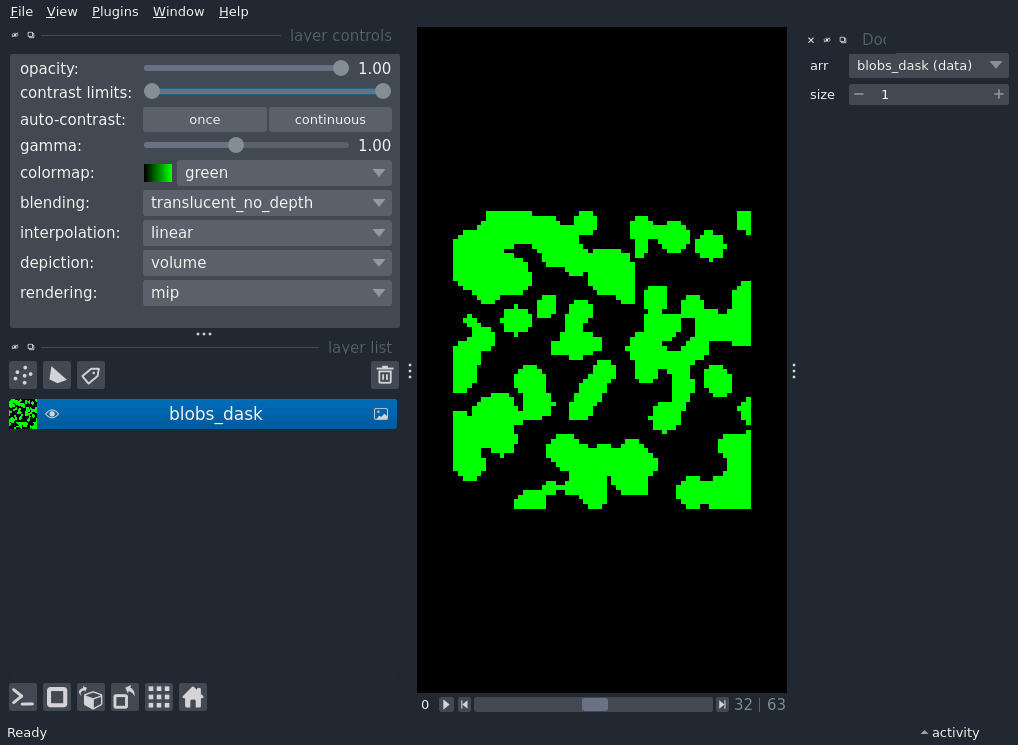 File View Plugins Window Help
layer controls
opacity: 1.00
contrast limits:
auto-contrast: once continuous
gamma: 1.00
colormap: green
blending: translucent_no_depth
interpolation: linear
depiction: volume
rendering: mip
layer list
blobs_dask
0 32 | 63
Ready
activity
arr blobs_dask (data)
size 1